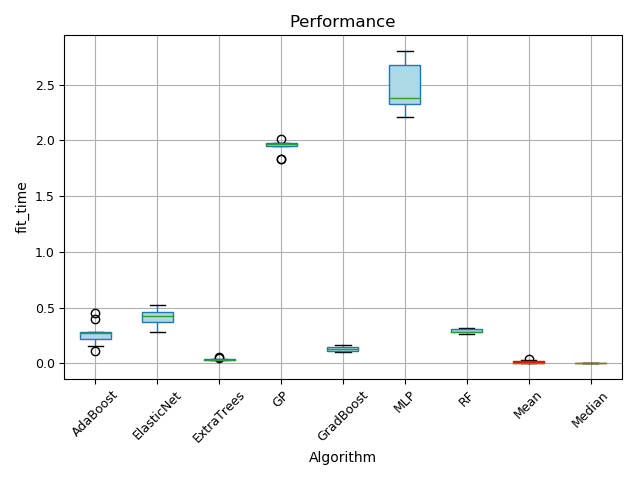 Performance
fit_time
2.5
2.0
1.5
1.0
0.5
0.0
AdaBoost
ElasticNet
ExtraTrees
GP
GradBoost
MLP
RF
Mean
Median
Algorithm